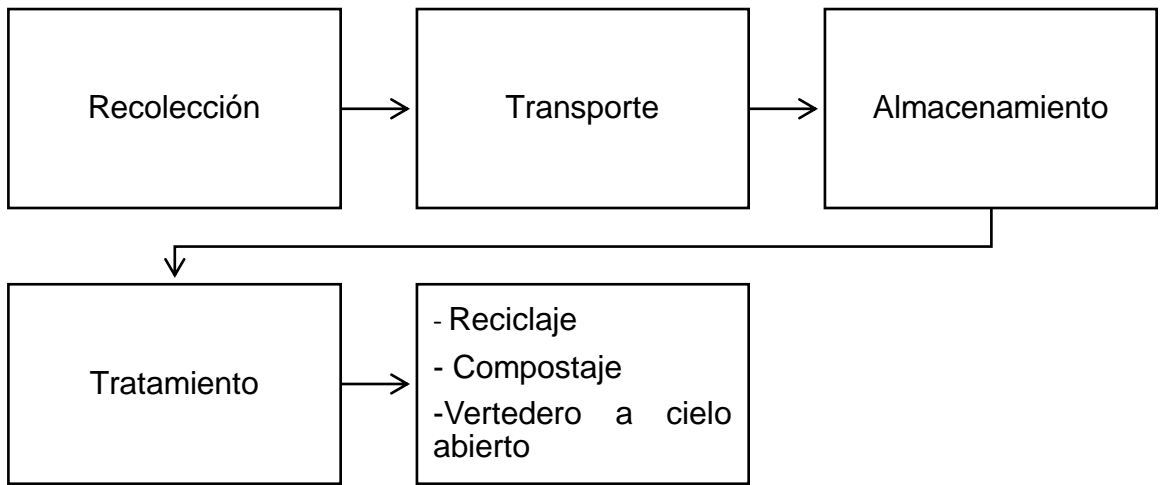 Recolección
Transporte
Almacenamiento
Tratamiento
- Reciclaje
- Compostaje
-Vertedero a cielo
abierto